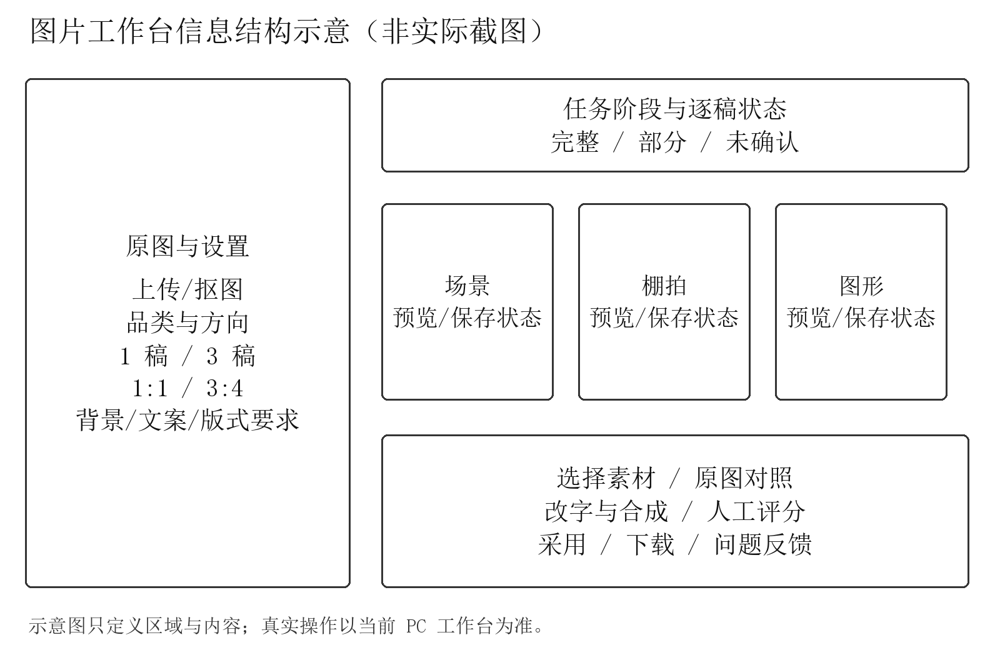 图片工作台信息结构示意（非实际截图）
原图与设置
上传/抠图
品类与方向
1 稿 / 3 稿
1:1 / 3:4
背景/文案/版式要求
任务阶段与逐稿状态
完整 / 部分 / 未确认
场景
预览/保存状态
棚拍
预览/保存状态
图形
预览/保存状态
选择素材 / 原图对照
改字与合成 / 人工评分
采用 / 下载 / 问题反馈
示意图只定义区域与内容；真实操作以当前 PC 工作台为准。